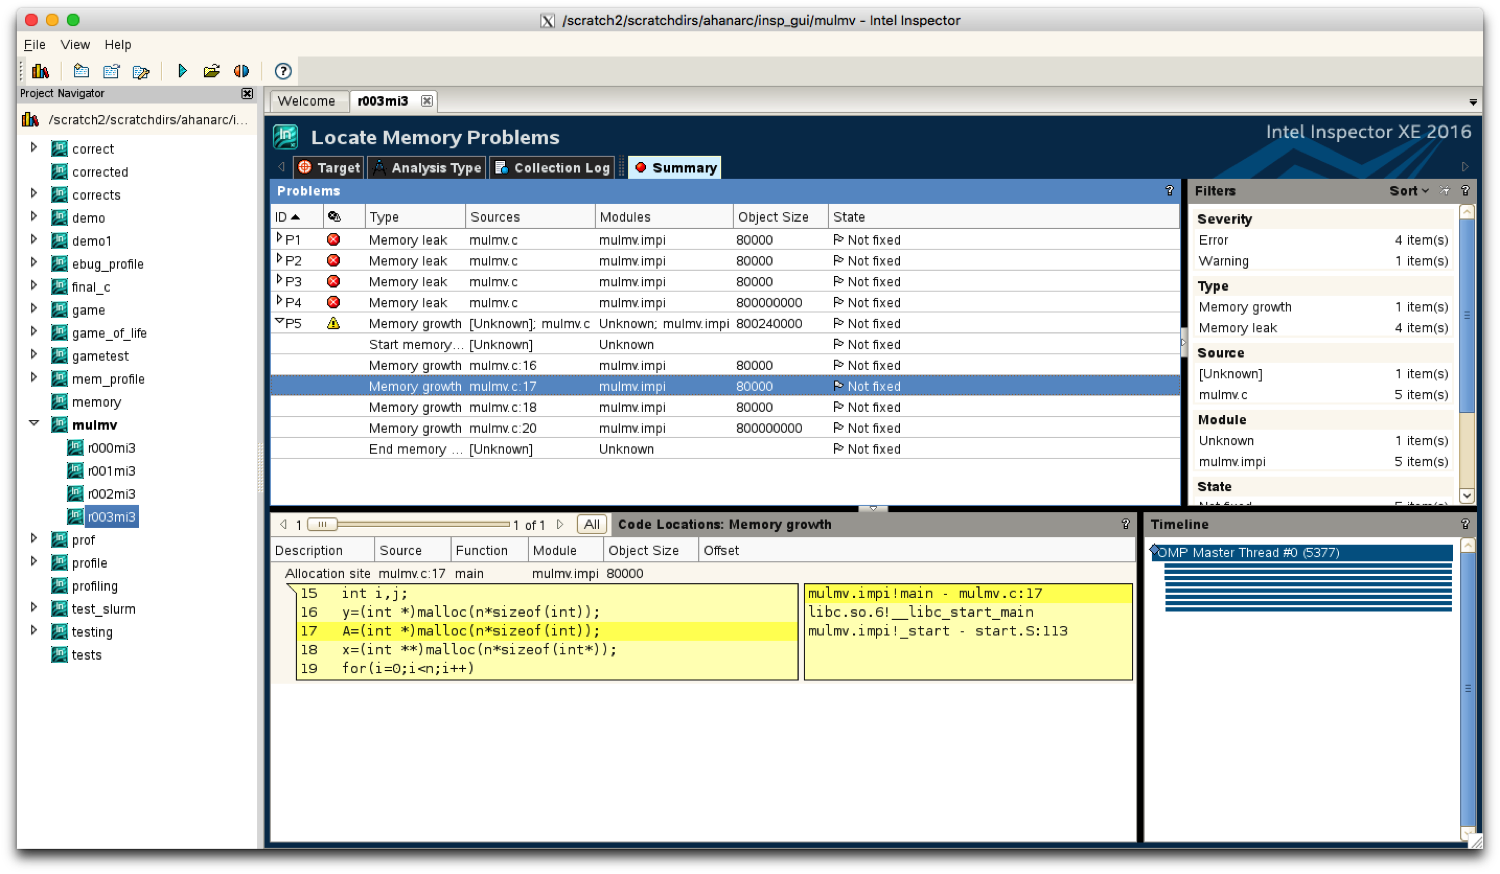 /scratch2/scratchdirs/ahanarc/insp_gui/mulmv - Intel Inspector
File View Help
Project Navigator
/scratch2/scratchdirs/ahanarc/i...
correct
corrected
corrects
demo
demo1
ebug_profile
final_c
game
game_of_life
gametest
mem_profile
memory
mulmv
r000mi3
r001mi3
r002mi3
r003mi3
prof
profile
profiling
test_slurm
testing
tests
Welcome r003mi3
Locate Memory Problems
Intel Inspector XE 2016
Target Analysis Type Collection Log Summary
Problems ?
ID Type Sources Modules Object Size State
P1 Memory leak mulmv.c mulmv.impi 80000 Not fixed
P2 Memory leak mulmv.c mulmv.impi 80000 Not fixed
P3 Memory leak mulmv.c mulmv.impi 80000 Not fixed
P4 Memory leak mulmv.c mulmv.impi 800000000 Not fixed
P5 Memory growth [Unknown]; mulmv.c Unknown; mulmv.impi 800240000 Not fixed
Start memory... [Unknown] Unknown Not fixed
Memory growth mulmv.c:16 mulmv.impi 80000 Not fixed
Memory growth mulmv.c:17 mulmv.impi 80000 Not fixed
Memory growth mulmv.c:18 mulmv.impi 80000 Not fixed
Memory growth mulmv.c:20 mulmv.impi 800000000 Not fixed
End memory ... [Unknown] Unknown Not fixed
Filters Sort ?
Severity
Error 4 item(s)
Warning 1 item(s)
Type
Memory growth 1 item(s)
Memory leak 4 item(s)
Source
[Unknown] 1 item(s)
mulmv.c 5 item(s)
Module
Unknown 1 item(s)
mulmv.impi 5 item(s)
State
1 1 of 1 All Code Locations: Memory growth ?
Description Source Function Module Object Size Offset
Allocation site mulmv.c:17 main mulmv.impi 80000
15 int i,j;
16 y=(int *)malloc(n*sizeof(int));
17 A=(int *)malloc(n*sizeof(int));
18 x=(int **)malloc(n*sizeof(int*));
19 for(i=0;i<n;i++)
mulmv.impi!main - mulmv.c:17
libc.so.6!__libc_start_main
mulmv.impi!_start - start.S:113
Timeline ?
OMP Master Thread #0 (5377)